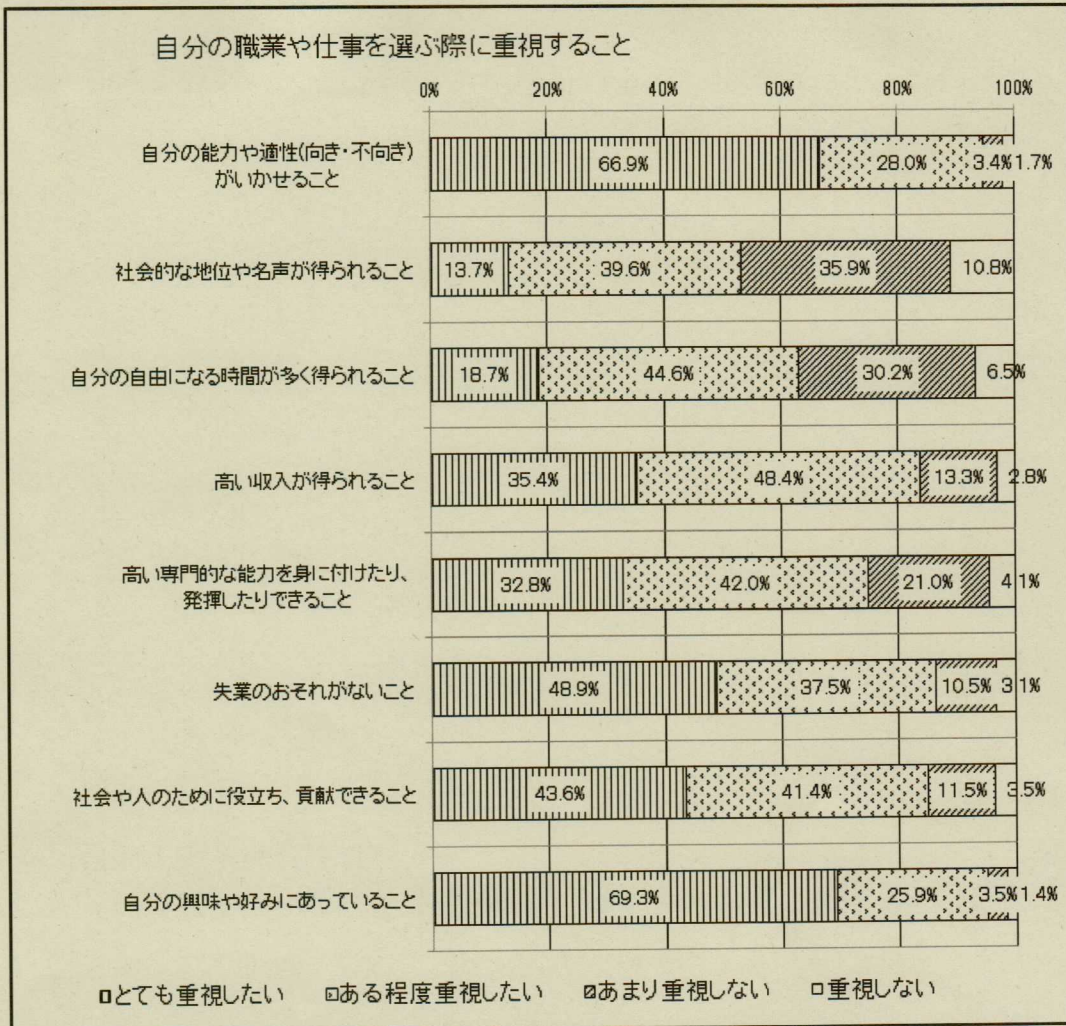 自分の職業や仕事を選ぶ際に重視すること
0% 20% 40% 60% 80% 100%
自分の能力や適性(向き・不向き)
がいかせること
66.9% 28.0% 3.4% 1.7%
社会的な地位や名声が得られること
13.7% 39.6% 35.9% 10.8%
自分の自由になる時間が多く得られること
18.7% 44.6% 30.2% 6.5%
高い収入が得られること
35.4% 48.4% 13.3% 2.8%
高い専門的な能力を身に付けたり、
発揮したりできること
32.8% 42.0% 21.0% 4.1%
失業のおそれがないこと
48.9% 37.5% 10.5% 3.1%
社会や人のために役立ち、貢献できること
43.6% 41.4% 11.5% 3.5%
自分の興味や好みにあっていること
69.3% 25.9% 3.5% 1.4%
とても重視したい ある程度重視したい あまり重視しない 重視しない